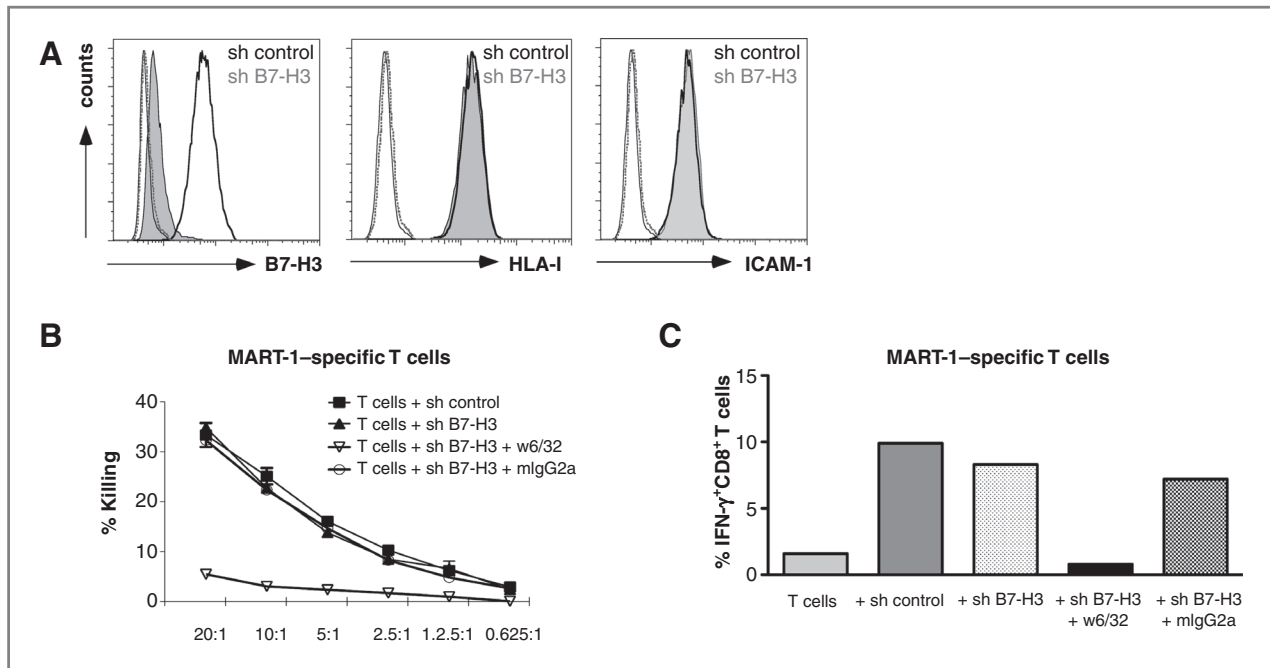 A
counts
sh control
sh B7-H3
B7-H3
sh control
sh B7-H3
HLA-I
sh control
sh B7-H3
ICAM-1
B
MART-1–specific T cells
% Killing
40
30
20
10
0
T cells + sh control
T cells + sh B7-H3
T cells + sh B7-H3 + w6/32
T cells + sh B7-H3 + mIgG2a
20:1
10:1
5:1
2.5:1
1.2.5:1
0.625:1
C
MART-1–specific T cells
% IFN-γ+CD8+ T cells
15
10
5
0
T cells
+ sh control
+ sh B7-H3
+ sh B7-H3
+ w6/32
+ sh B7-H3
+ mIgG2a